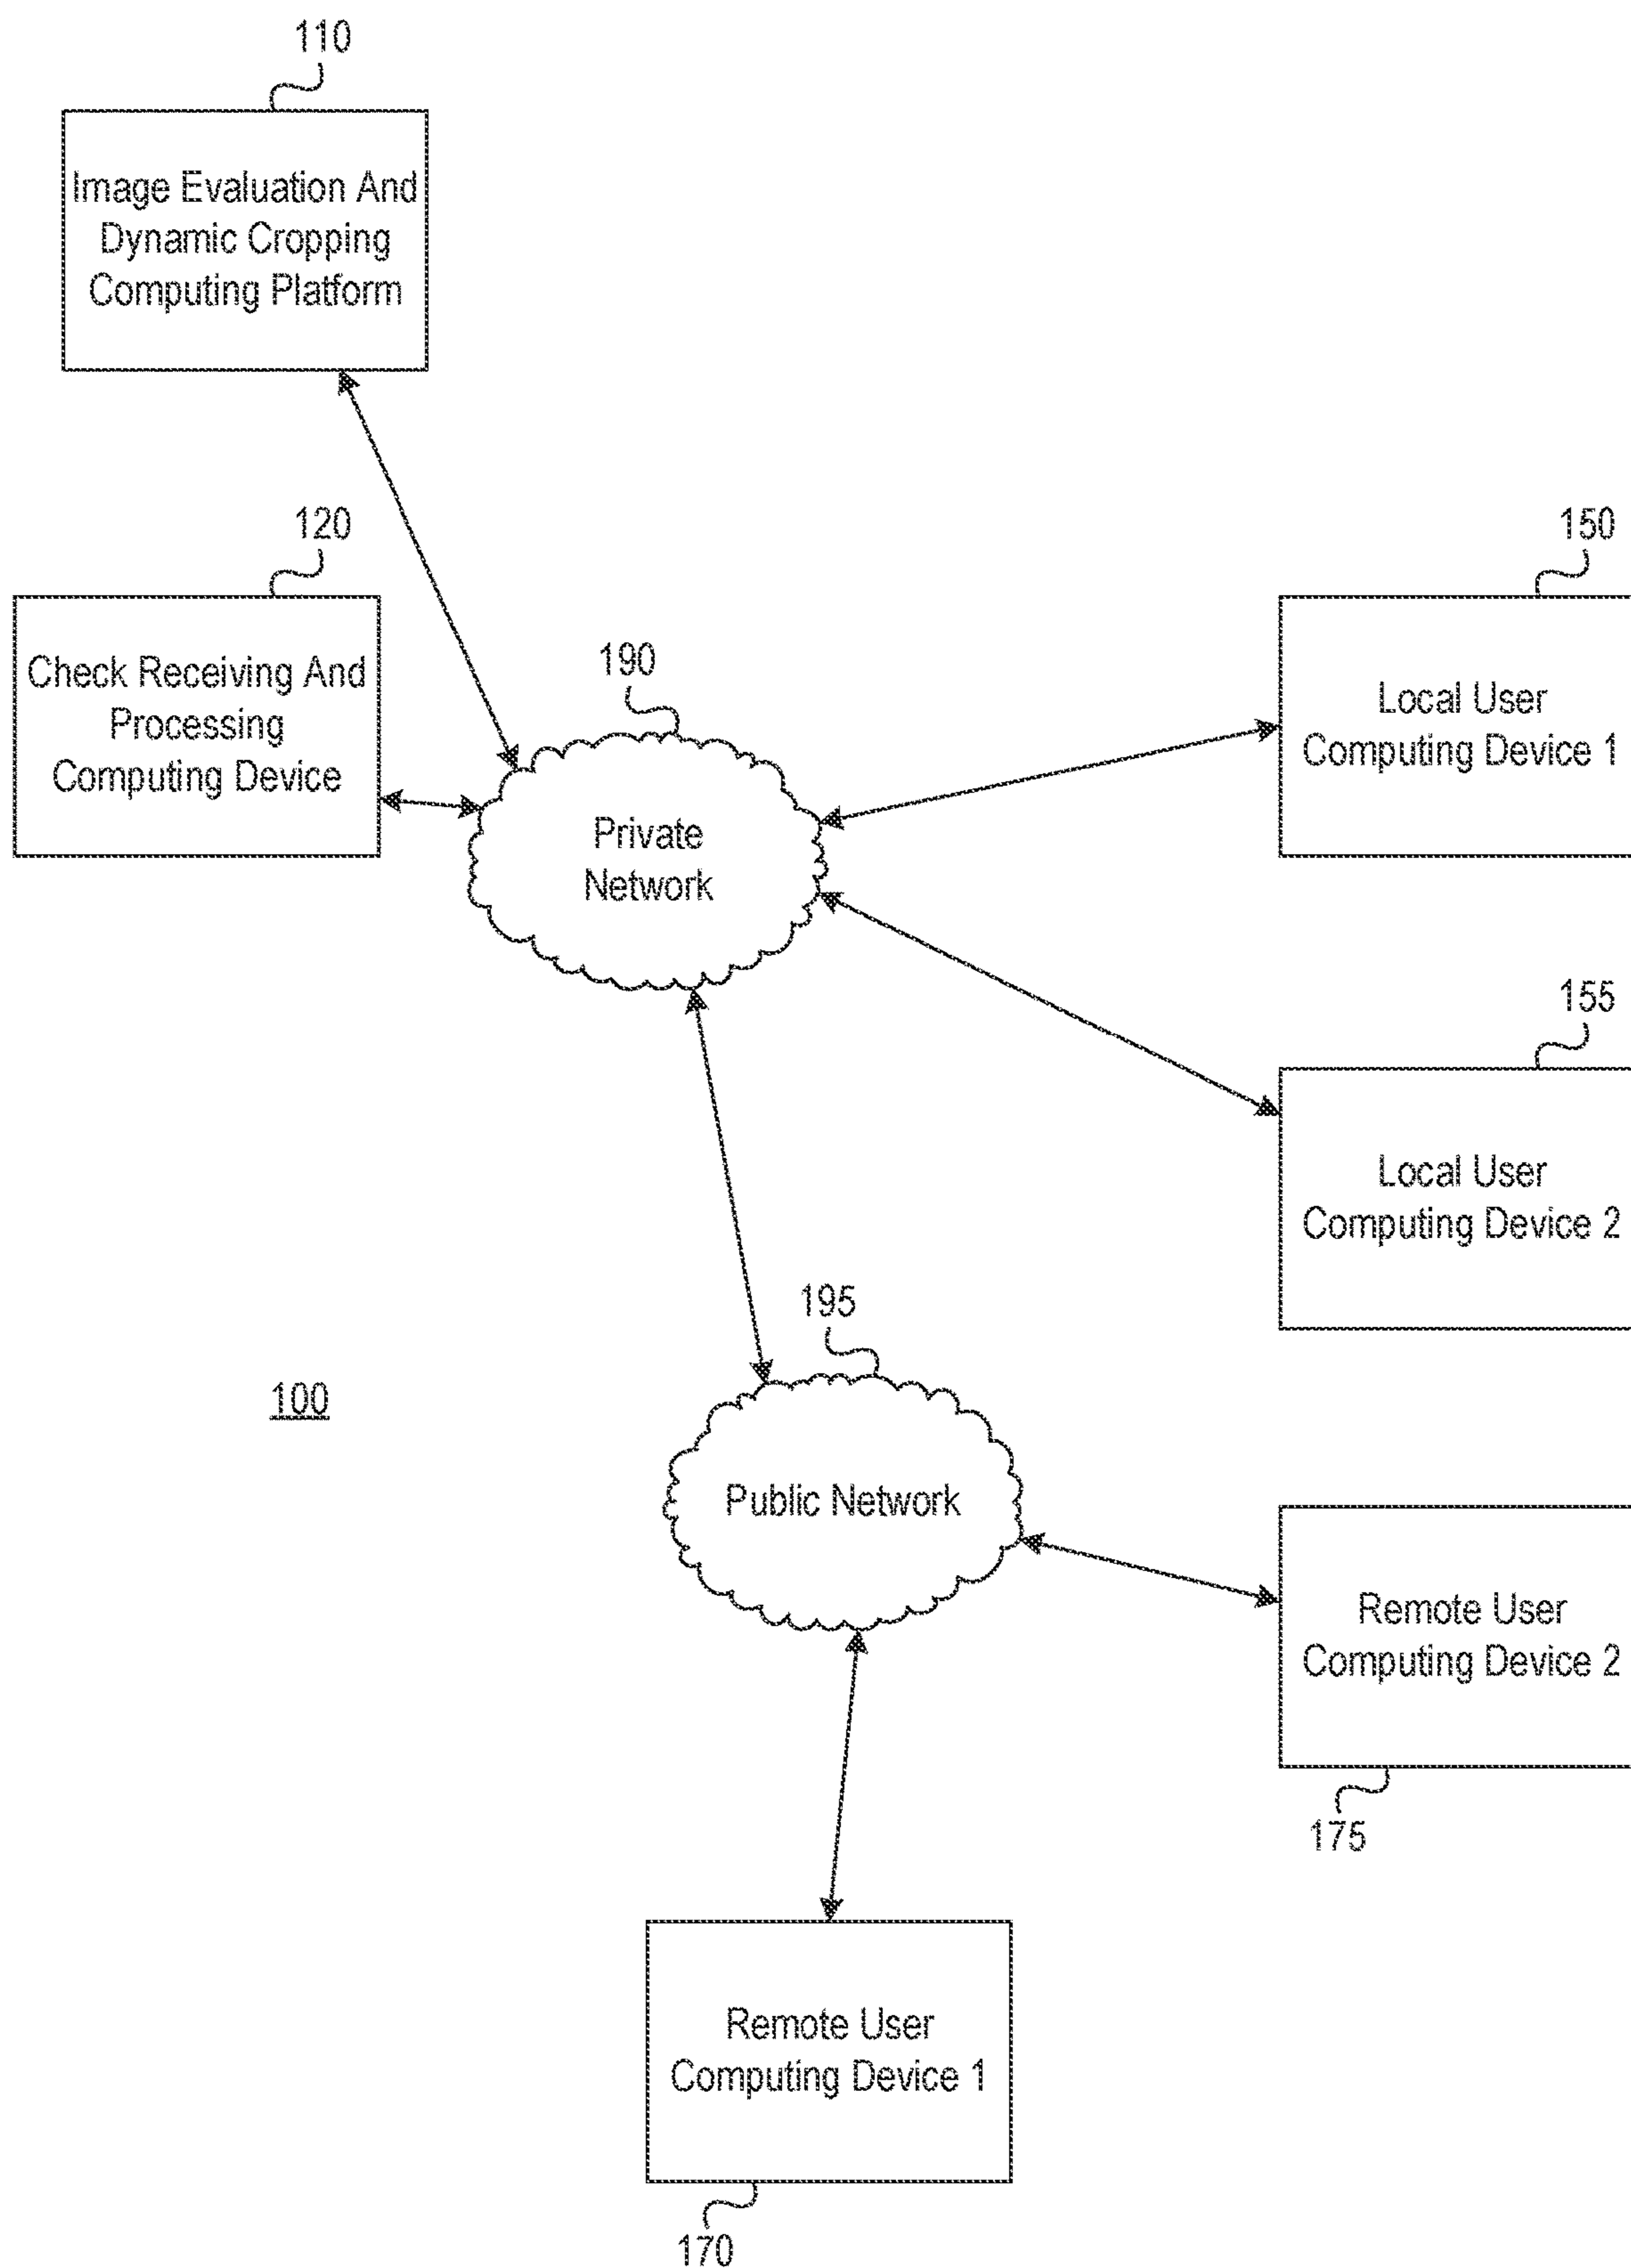 110
Image Evaluation And
Dynamic Cropping
Computing Platform
120
Check Receiving And
Processing
Computing Device
190
Private
Network
150
Local User
Computing Device 1
155
Local User
Computing Device 2
195
Public Network
100
Remote User
Computing Device 2
175
Remote User
Computing Device 1
170